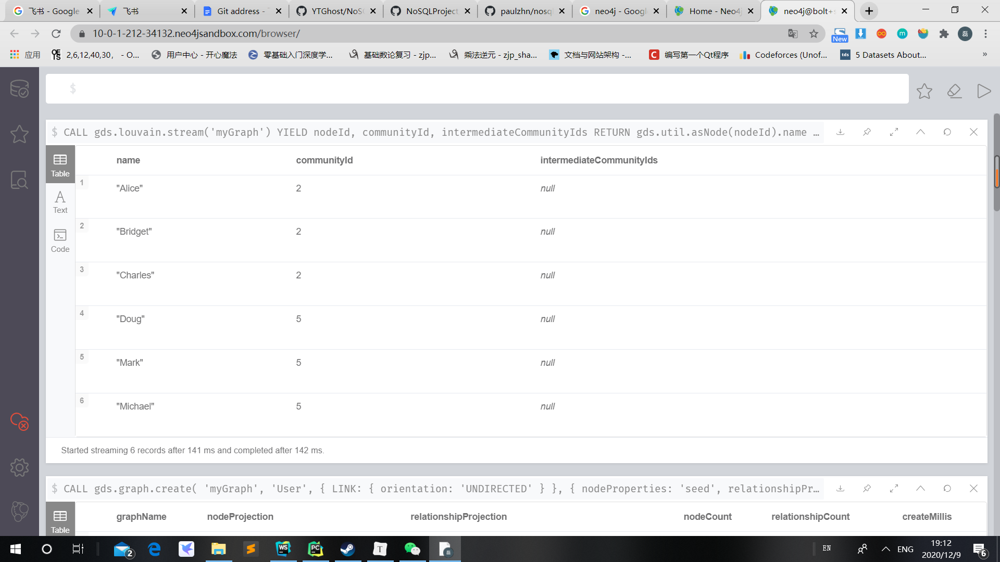 飞书 - Google
飞书
Git address -
YTGhost/NoS
NoSQLProject
paulzhn/nosq
neo4j - Googl
Home - Neo4j
neo4j@bolt+s
10-0-1-212-34132.neo4jsandbox.com/browser/
New
磊
应用
2,6,12,40,30, - O...
用户中心 - 开心魔法
零基础入门深度学...
基础数论复习 - zjp...
乘法逆元 - zjp_sha...
文档与网站架构 -...
编写第一个Qt程序
Codeforces (Unof...
tds
5 Datasets About...
»
$
$ CALL gds.louvain.stream('myGraph') YIELD nodeId, communityId, intermediateCommunityIds RETURN gds.util.asNode(nodeId).name …
Table
Text
Code
name communityId intermediateCommunityIds
1 "Alice" 2 null
2 "Bridget" 2 null
3 "Charles" 2 null
4 "Doug" 5 null
5 "Mark" 5 null
6 "Michael" 5 null
Started streaming 6 records after 141 ms and completed after 142 ms.
$ CALL gds.graph.create( 'myGraph', 'User', { LINK: { orientation: 'UNDIRECTED' } }, { nodeProperties: 'seed', relationshipPr…
Table
graphName nodeProjection relationshipProjection nodeCount relationshipCount createMillis
2
WS
PC
T
EN
ENG
19:12
2020/12/9
6